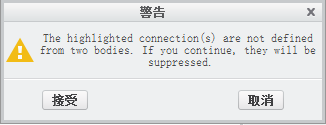 警告
The highlighted connection(s) are not defined
from two bodies. If you continue, they will be
suppressed.
接受
取消